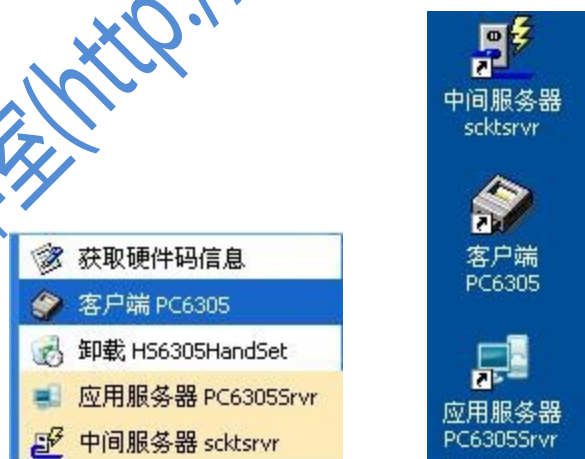 室(http:/
获取硬件码信息
客户端 PC6305
卸载 HS6305HandSet
应用服务器 PC6305Srvr
中间服务器 scktsrvr
中间服务器
scktsrvr
客户端
PC6305
应用服务器
PC6305Srvr